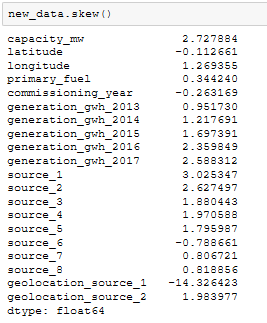 new_data.skew()
capacity_mw 2.727884
latitude -0.112661
longitude 1.269355
primary_fuel 0.344240
commissioning_year -0.263169
generation_gwh_2013 0.951730
generation_gwh_2014 1.217691
generation_gwh_2015 1.697391
generation_gwh_2016 2.359849
generation_gwh_2017 2.588312
source_1 3.025347
source_2 2.627497
source_3 1.880443
source_4 1.970588
source_5 1.795987
source_6 -0.788661
source_7 0.806721
source_8 0.818856
geolocation_source_1 -14.326423
geolocation_source_2 1.983977
dtype: float64